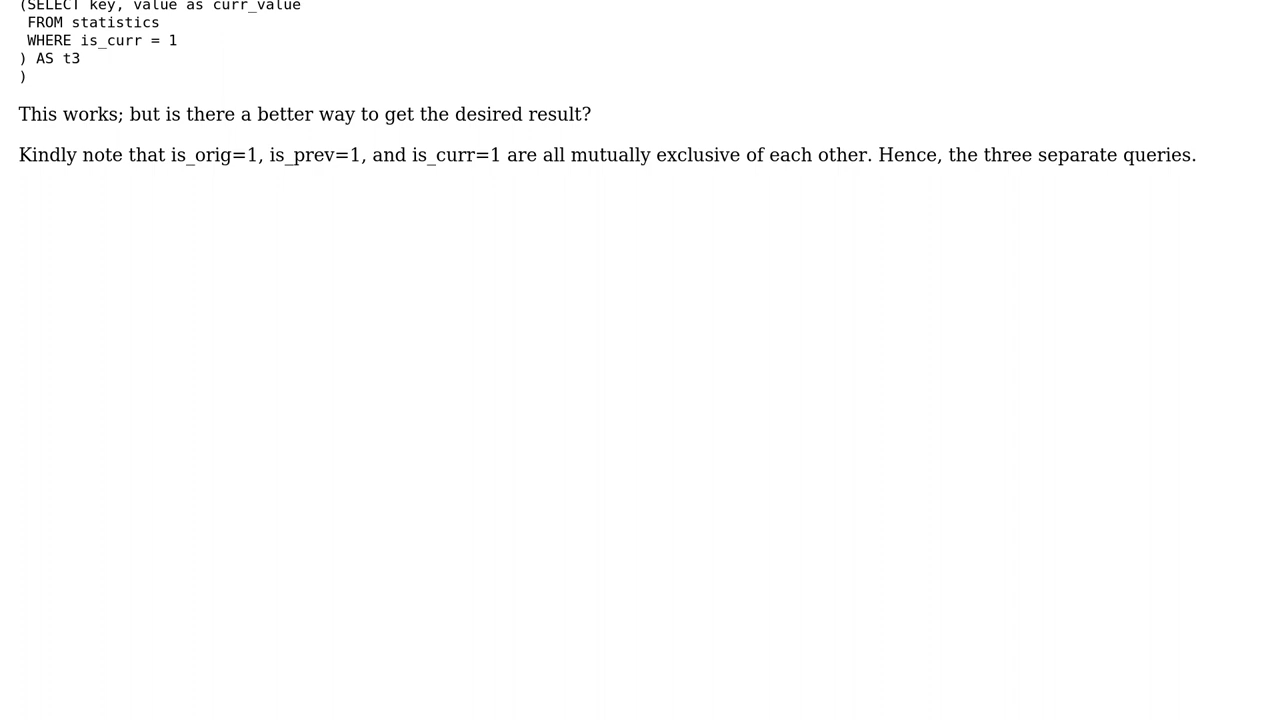 (SELECT key, value as curr_value
FROM statistics
WHERE is_curr = 1
) AS t3
)
This works; but is there a better way to get the desired result?
Kindly note that is_orig=1, is_prev=1, and is_curr=1 are all mutually exclusive of each other. Hence, the three separate queries.